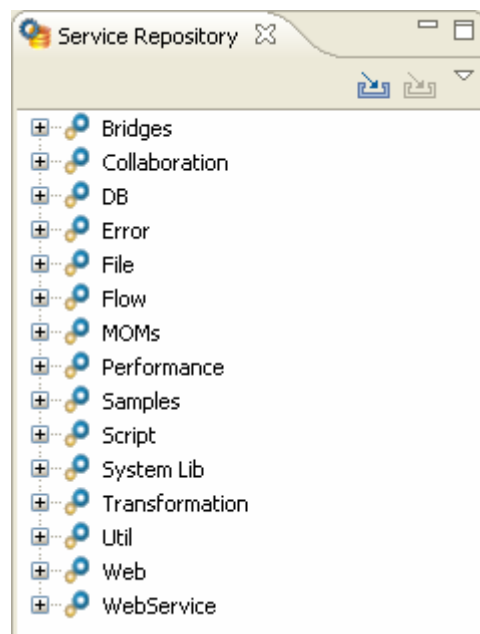 Service Repository
Bridges
Collaboration
DB
Error
File
Flow
MOMs
Performance
Samples
Script
System Lib
Transformation
Util
Web
WebService